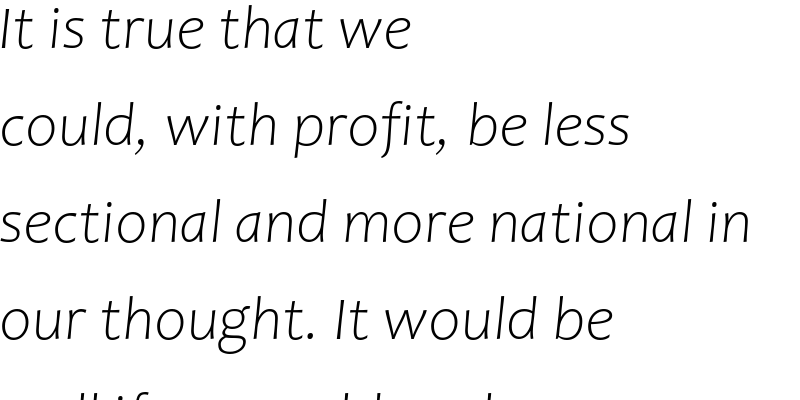 It is true that we
could, with profit, be less
sectional and more national in
our thought. It would be